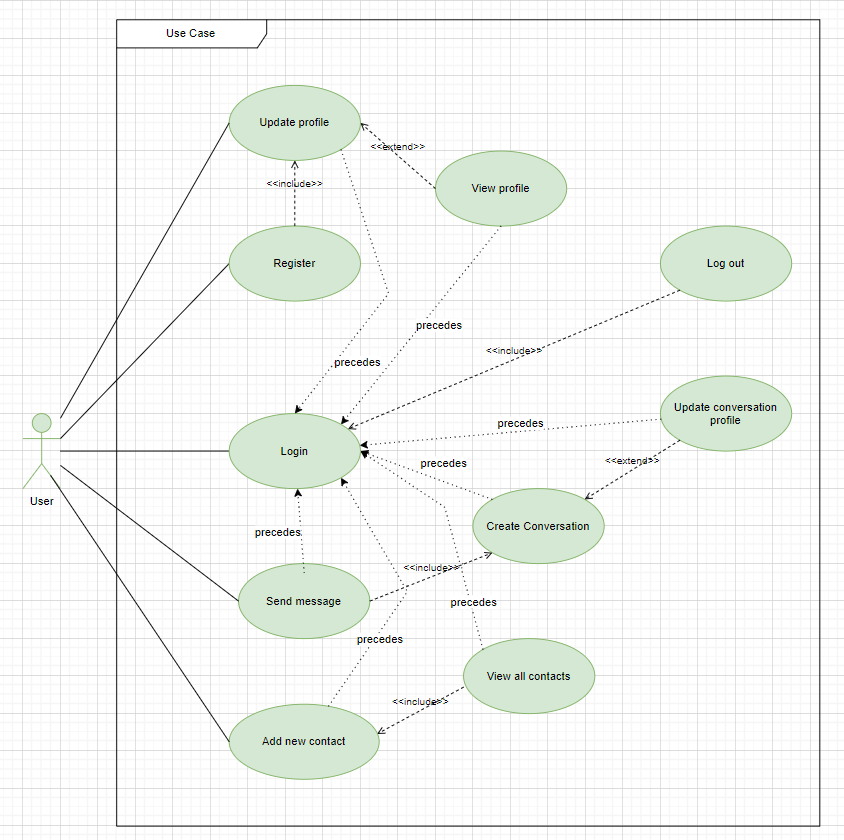 Use Case
Update profile
<<extend>>
<<include>>
View profile
Register
Log out
precedes
<<include>>
precedes
Update conversation
profile
precedes
Login
precedes
<<extend>>
User
Create Conversation
precedes
<<include>>
Send message
precedes
precedes
View all contacts
<<include>>
Add new contact